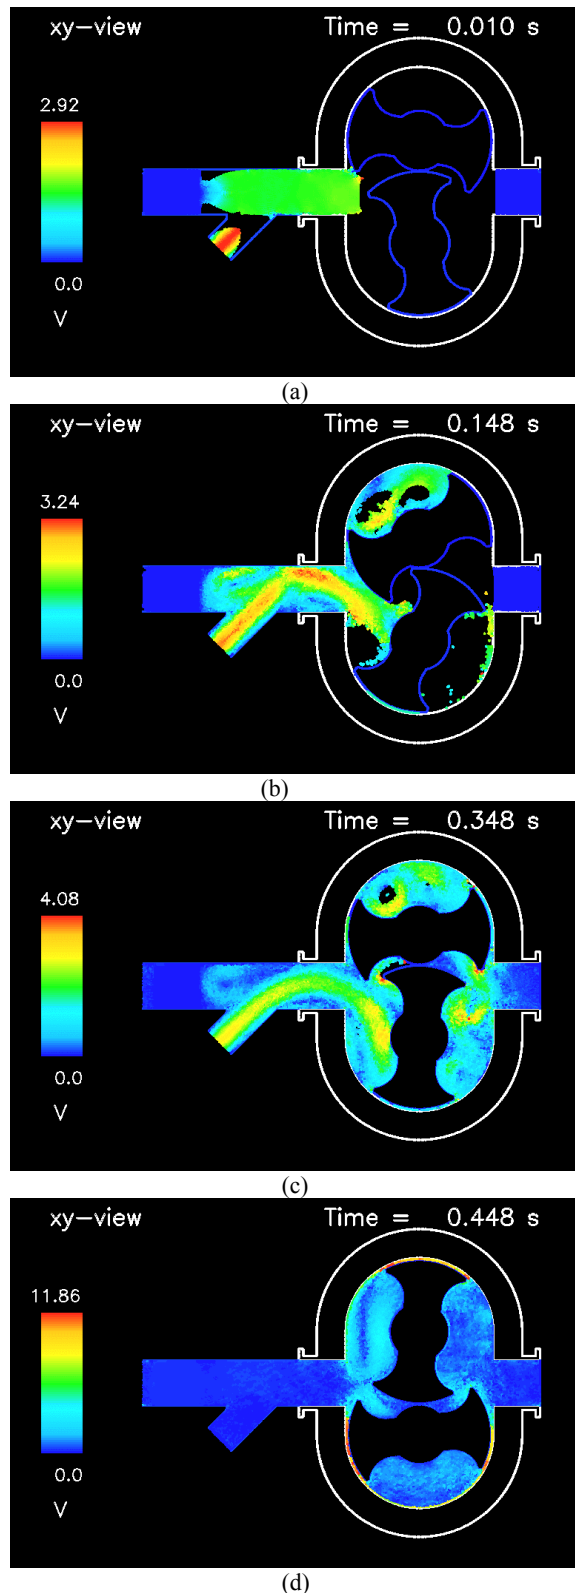 xy-view Time = 0.010 s
2.92
0.0
V
(a)
xy-view Time = 0.148 s
3.24
0.0
V
(b)
xy-view Time = 0.348 s
4.08
0.0
V
(c)
xy-view Time = 0.448 s
11.86
0.0
V
(d)